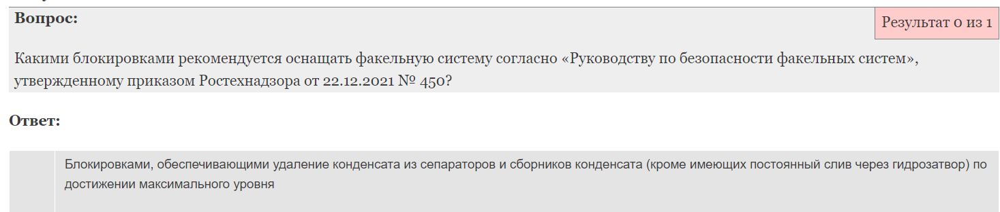 Вопрос:
Результат 0 из 1
Какими блокировками рекомендуется оснащать факельную систему согласно «Руководству по безопасности факельных систем»,
утвержденному приказом Ростехнадзора от 22.12.2021 № 450?
Ответ:
Блокировками, обеспечивающими удаление конденсата из сепараторов и сборников конденсата (кроме имеющих постоянный слив через гидрозатвор) по
достижении максимального уровня